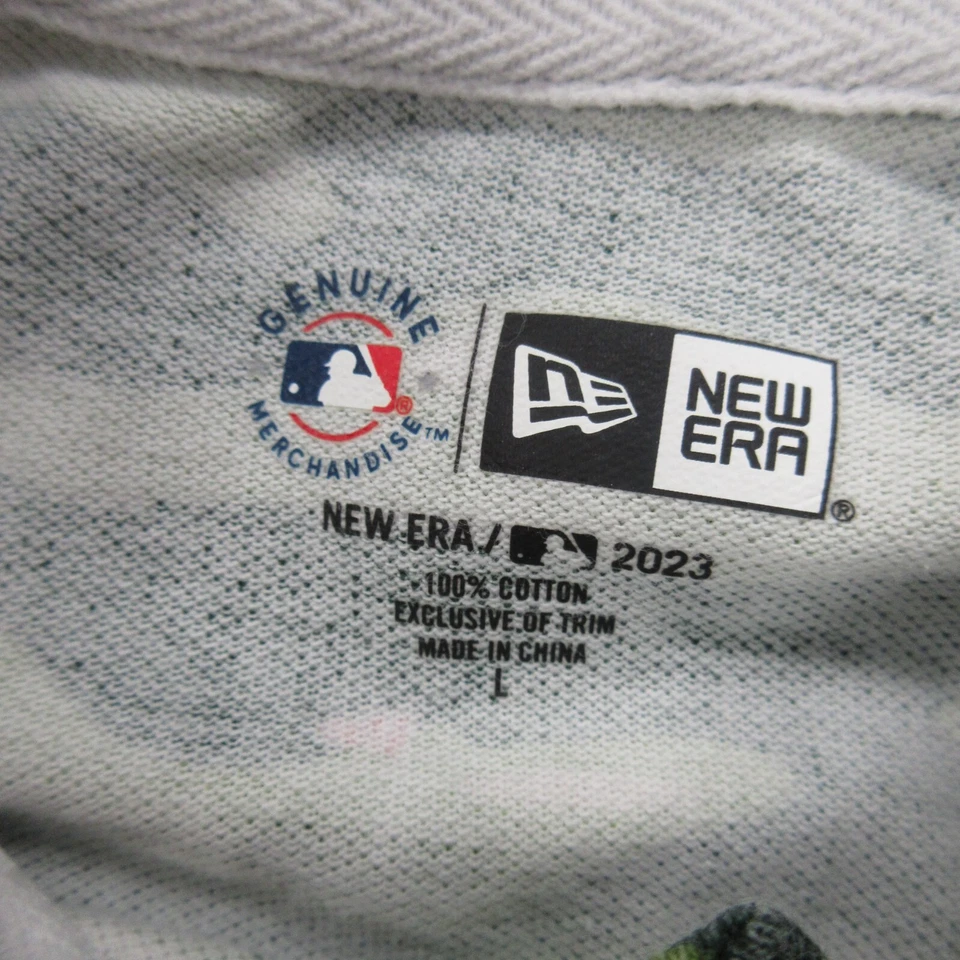 GENUINE
MERCHANDISE™
®
NEW
ERA
®
NEW ERA / 2023
100% COTTON
EXCLUSIVE OF TRIM
MADE IN CHINA
L